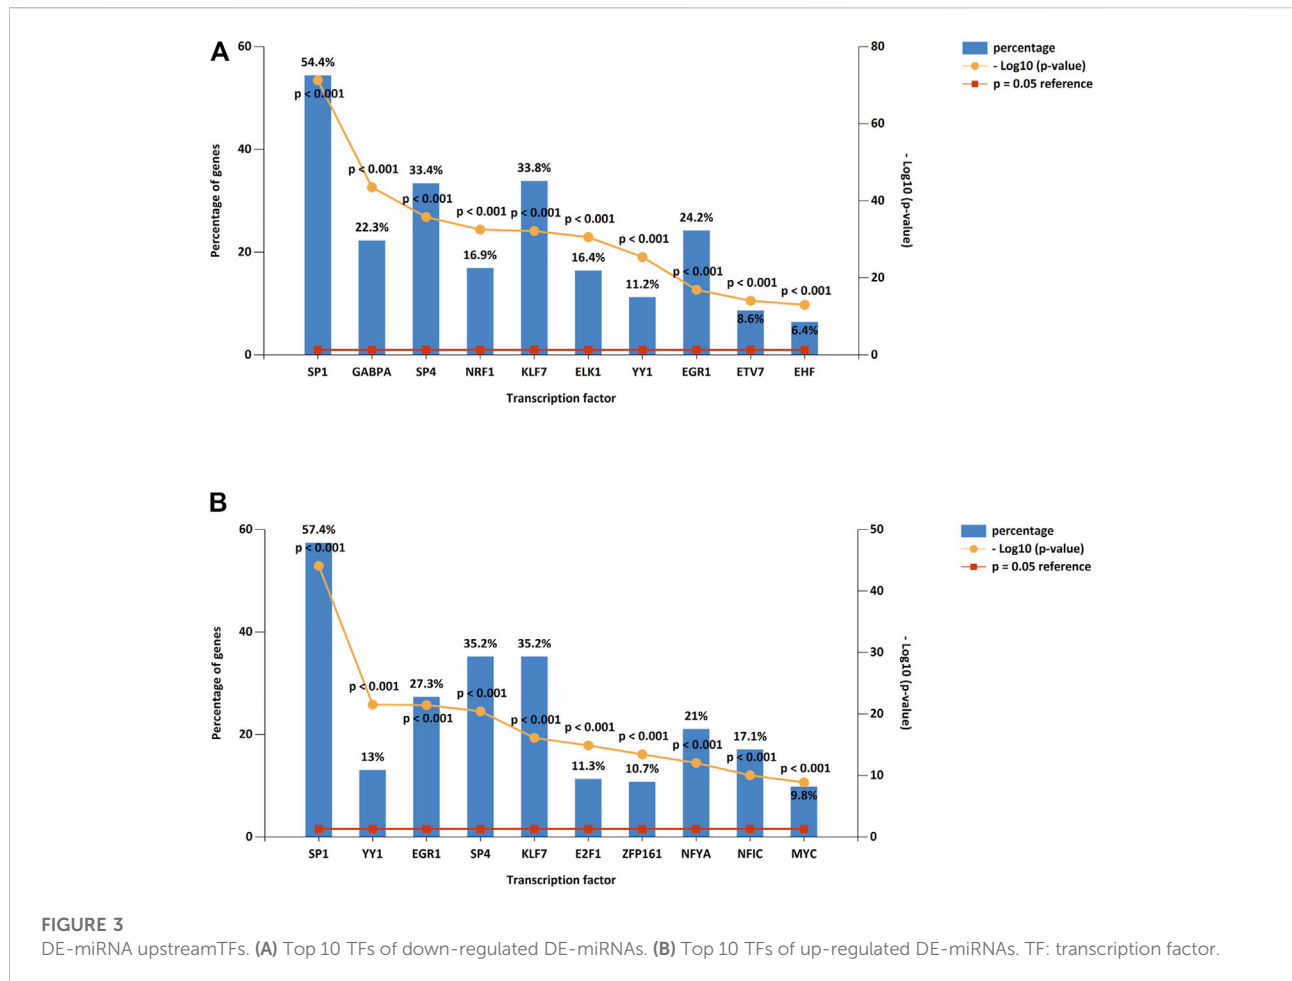 A
60
40
20
0
Percentage of genes
80
60
40
20
0
- Log10 (p-value)
54.4%
p < 0.001
p < 0.001
22.3%
33.4%
p < 0.001
p < 0.001
16.9%
33.8%
p < 0.001
p < 0.001
16.4%
p < 0.001
11.2%
24.2%
p < 0.001
p < 0.001
8.6%
p < 0.001
6.4%
SP1 GABPA SP4 NRF1 KLF7 ELK1 YY1 EGR1 ETV7 EHF
Transcription factor
percentage
- Log10 (p-value)
p = 0.05 reference
B
60
40
20
0
Percentage of genes
50
40
30
20
10
0
- Log10 (p-value)
57.4%
p < 0.001
p < 0.001
13%
27.3%
p < 0.001
35.2%
p < 0.001
35.2%
p < 0.001
p < 0.001
11.3%
p < 0.001
10.7%
21%
p < 0.001
17.1%
p < 0.001
p < 0.001
9.8%
SP1 YY1 EGR1 SP4 KLF7 E2F1 ZFP161 NFYA NFIC MYC
Transcription factor
percentage
- Log10 (p-value)
p = 0.05 reference
FIGURE 3
DE-miRNA upstreamTFs. (A) Top 10 TFs of down-regulated DE-miRNAs. (B) Top 10 TFs of up-regulated DE-miRNAs. TF: transcription factor.